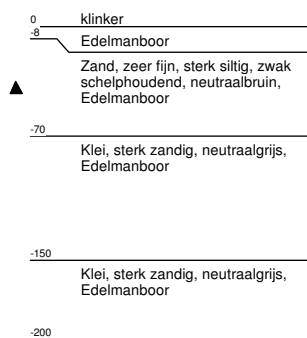 0 klinker
-8 Edelmanboor
Zand, zeer fijn, sterk siltig, zwak
schelphoudend, neutraalbruin,
Edelmanboor
-70
Klei, sterk zandig, neutraalgrijs,
Edelmanboor
-150
Klei, sterk zandig, neutraalgrijs,
Edelmanboor
-200